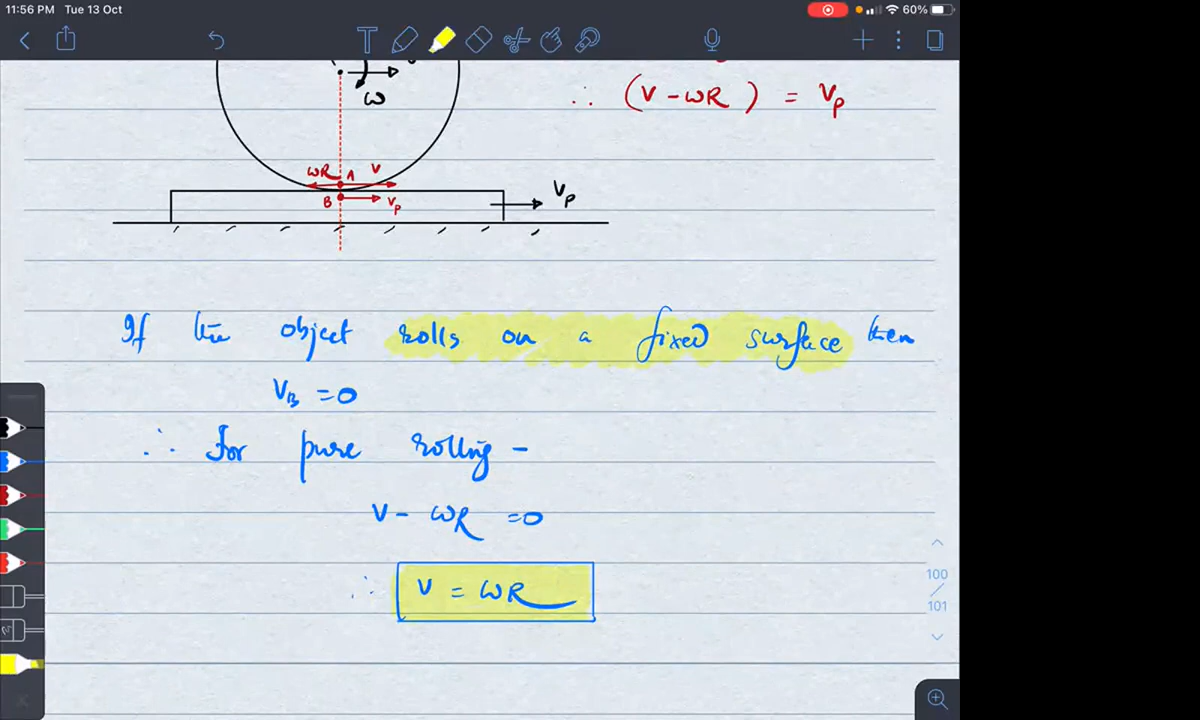 11:56 PM Tue 13 Oct
60%
ω
∴ (V - ωR) = Vp
ωR A V
Vp
B Vp
If the object rolls on a fixed surface then
VB = 0
∴ For pure rolling -
V - ωR = 0
∴ V = ωR
100
/
101